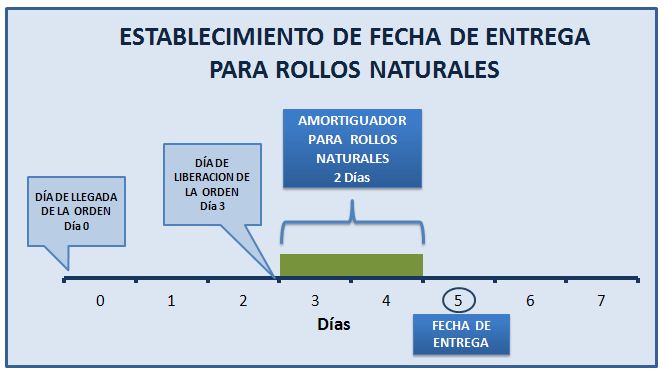 ESTABLECIMIENTO DE FECHA DE ENTREGA
PARA ROLLOS NATURALES
AMORTIGUADOR
PARA ROLLOS
NATURALES
2 Días
DÍA DE
LIBERACION DE
LA ORDEN
Día 3
DÍA DE LLEGADA
DE LA ORDEN
Día 0
0 1 2 3 4 5 6 7
Días
FECHA DE
ENTREGA